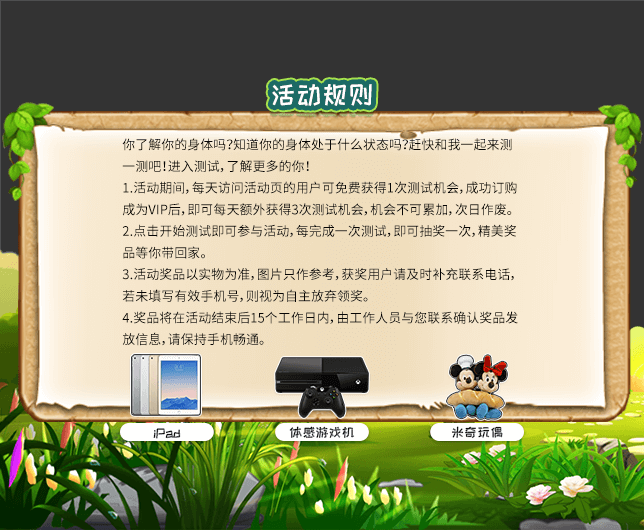 活动规则
你了解你的身体吗?知道你的身体处于什么状态吗?赶快和我一起来测
一测吧!进入测试,了解更多的你!
1.活动期间,每天访问活动页的用户可免费获得1次测试机会,成功订购
成为VIP后,即可每天额外获得3次测试机会,机会不可累加,次日作废。
2.点击开始测试即可参与活动,每完成一次测试,即可抽奖一次,精美奖
品等你带回家。
3.活动奖品以实物为准,图片只作参考,获奖用户请及时补充联系电话,
若未填写有效手机号,则视为自主放弃领奖。
4.奖品将在活动结束后15个工作日内,由工作人员与您联系确认奖品发
放信息,请保持手机畅通。
iPad 体感游戏机 米奇玩偶